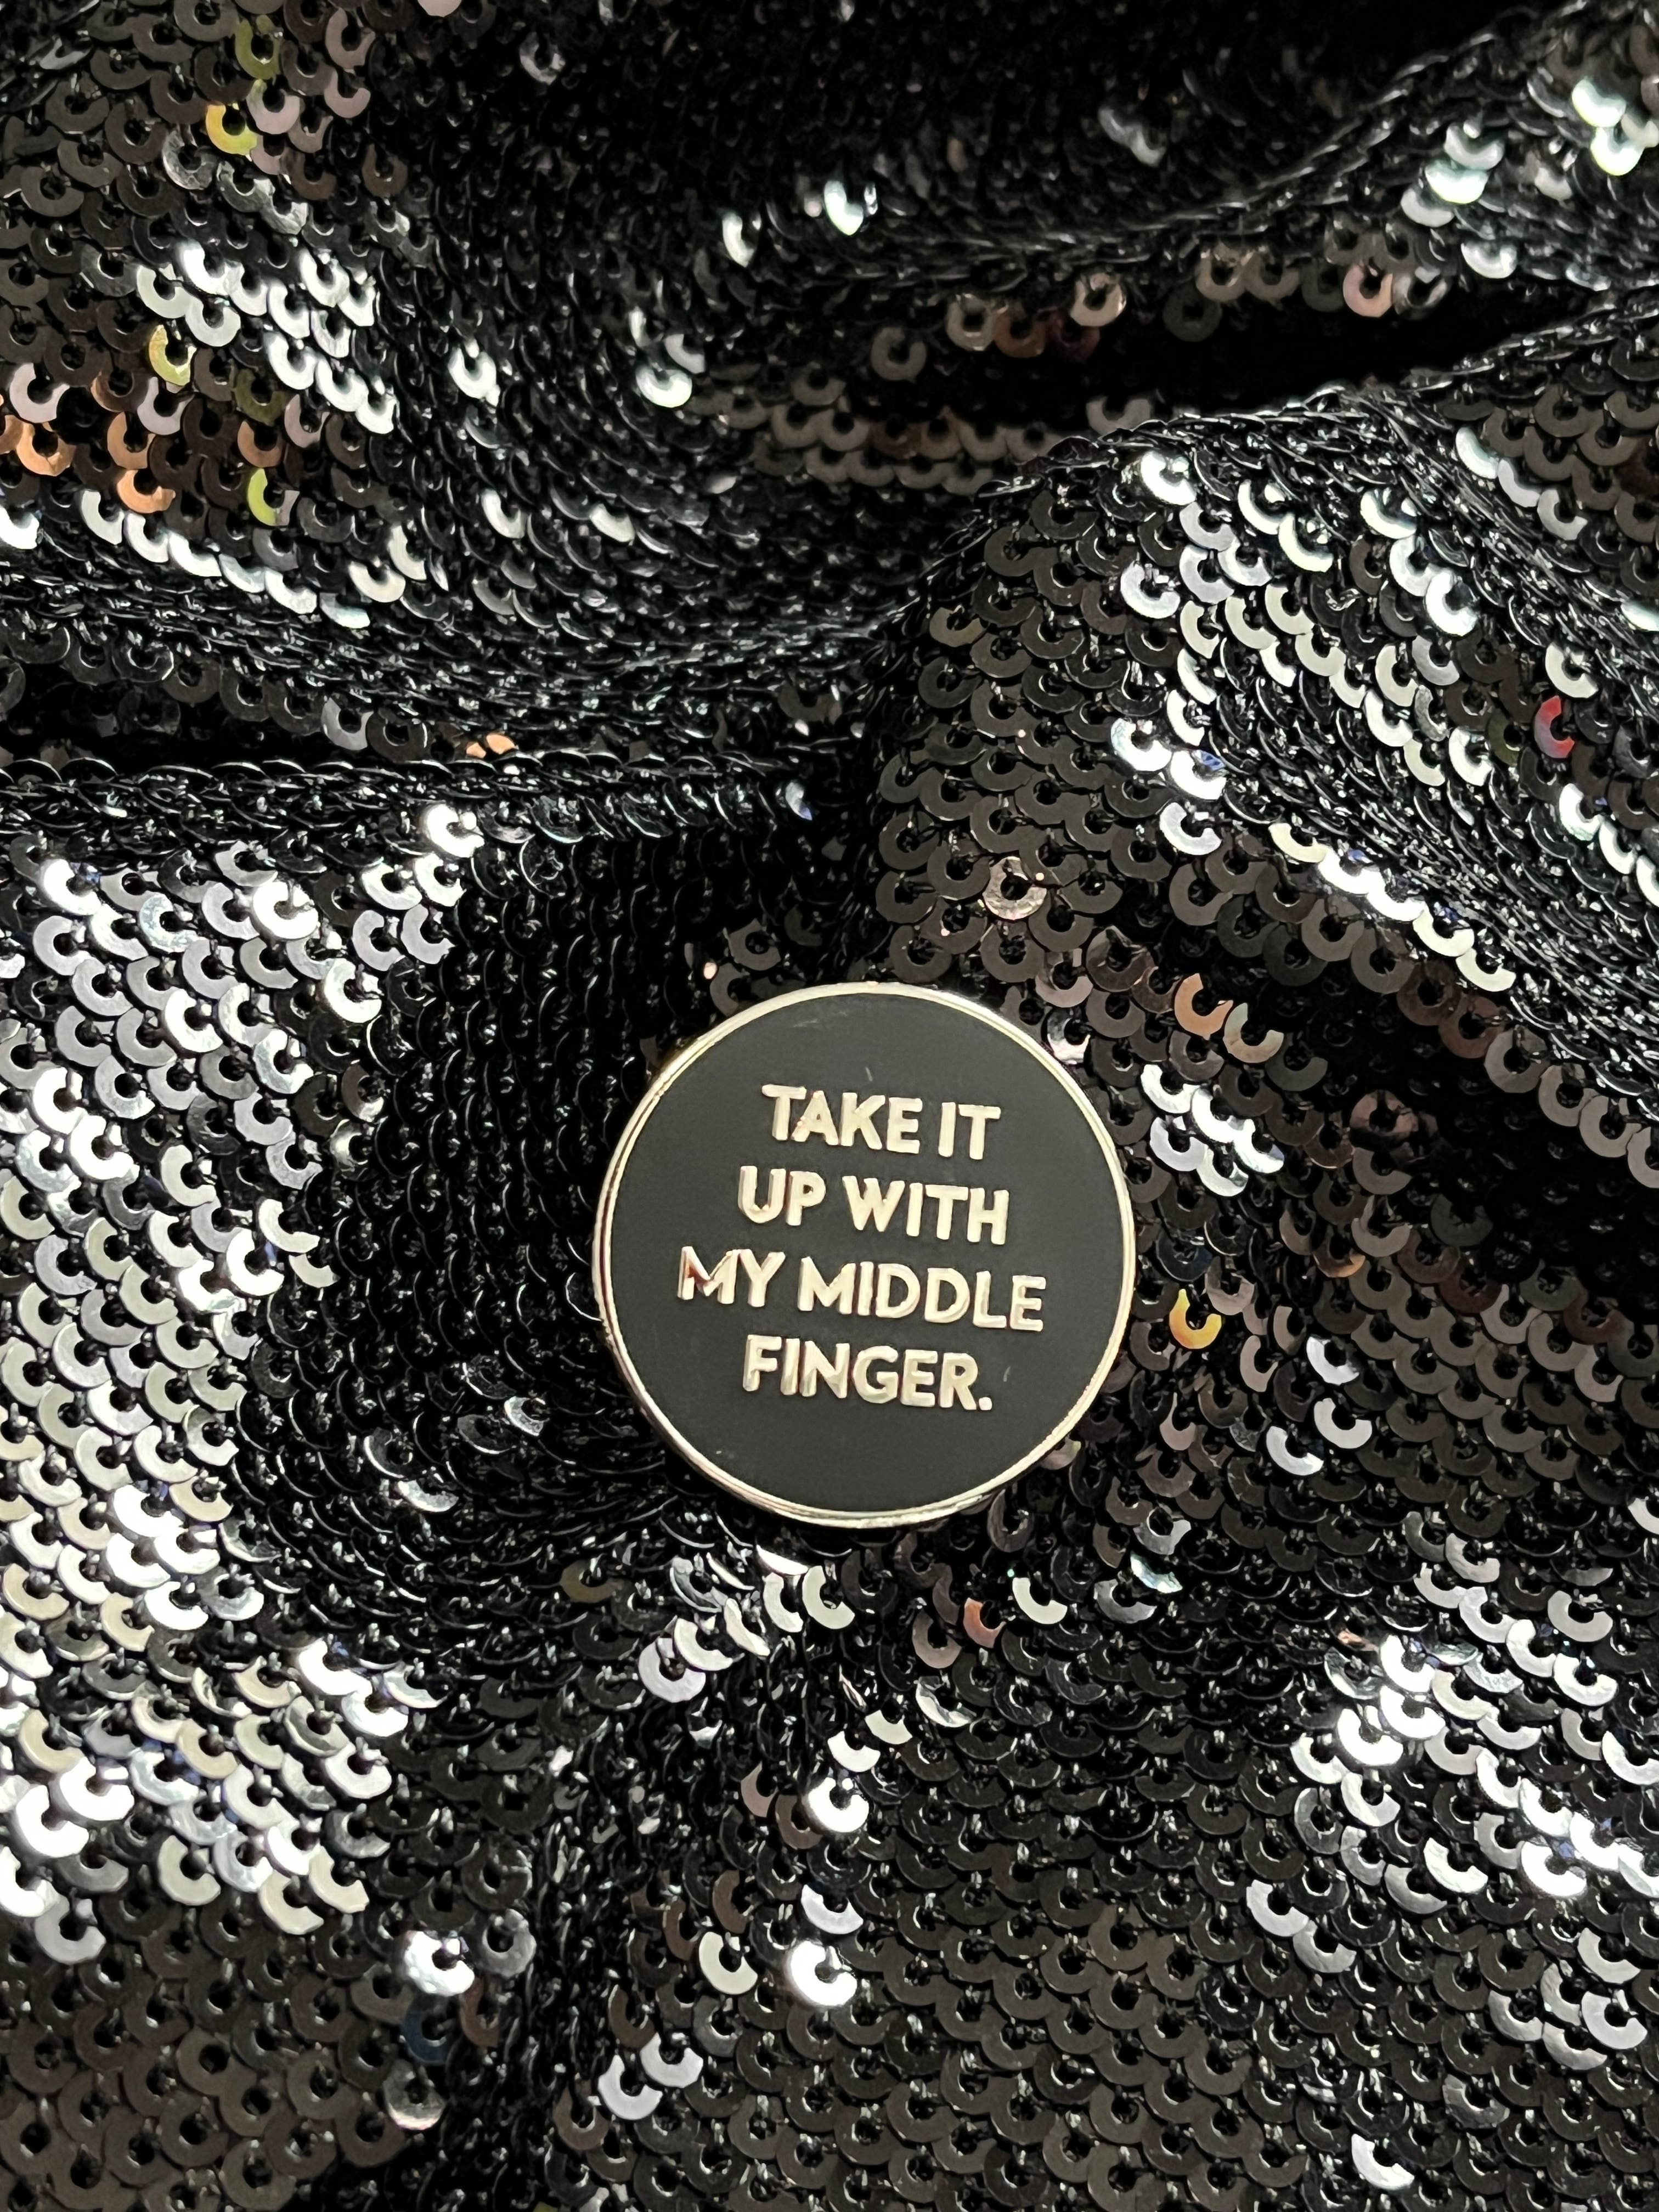 TAKE IT
UP WITH
MY MIDDLE
FINGER.